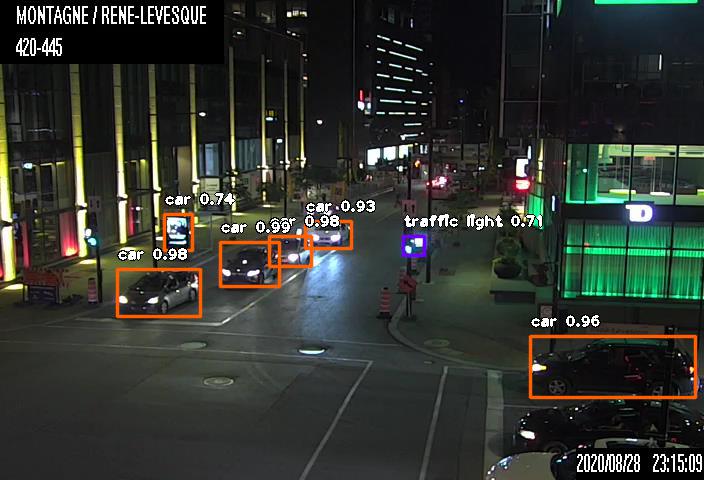 MONTAGNE / RENE-LEVESQUE
420-445
car 0.74
car 0.93
car 0.99
car 0.98
traffic light 0.71
car 0.98
TD
car 0.96
2020/08/28 23:15:09